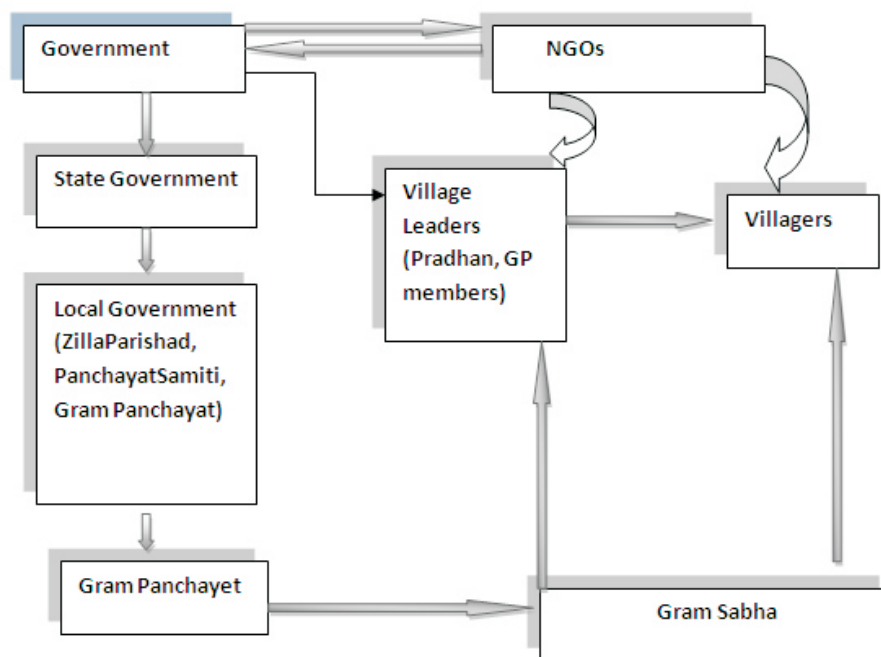 Government
NGOs
State Government
Village
Leaders
(Pradhan, GP
members)
Villagers
Local Government
(ZillaParishad,
PanchayatSamiti,
Gram Panchayat)
Gram Panchayet
Gram Sabha